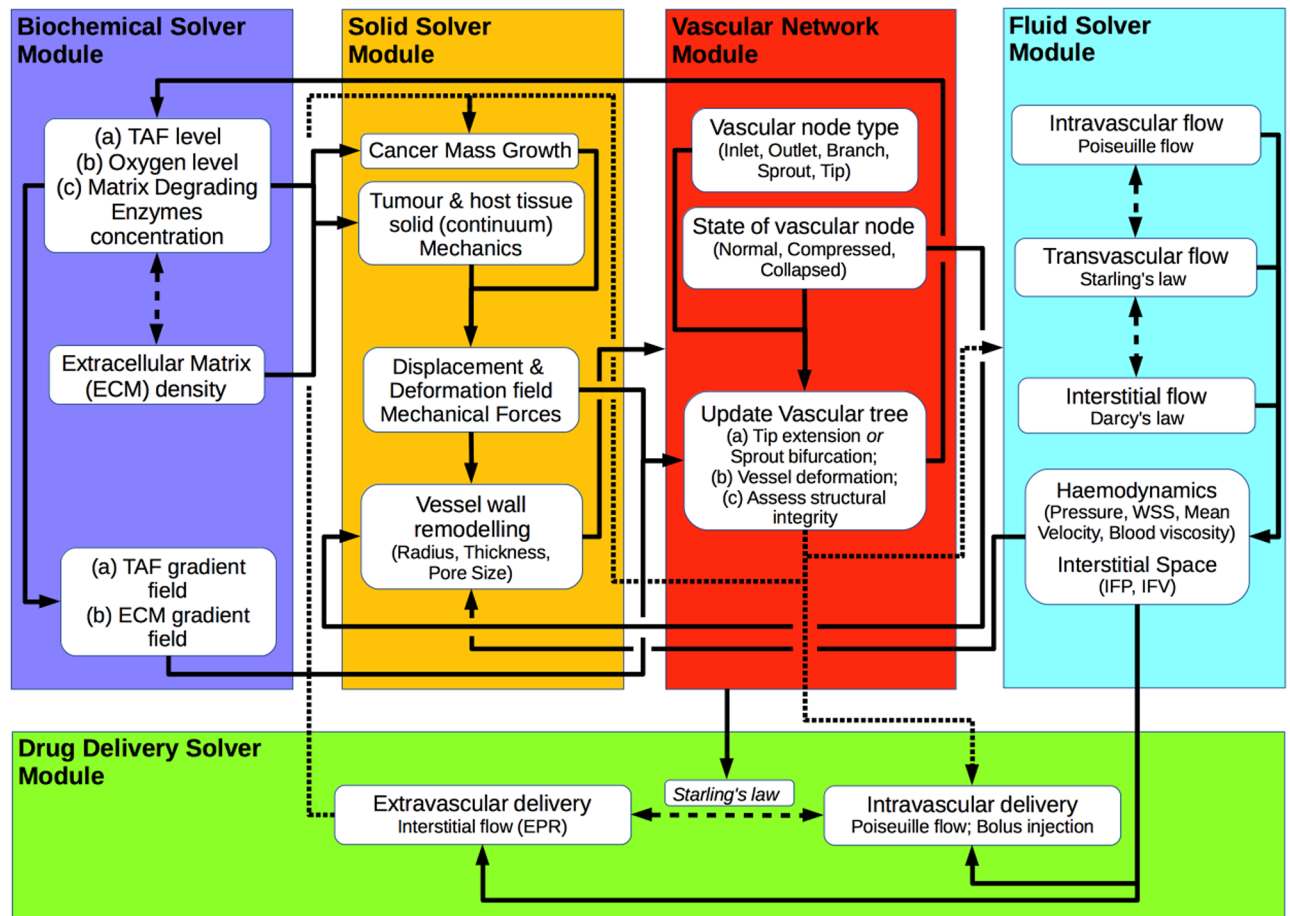 Biochemical Solver
Module
(a) TAF level
(b) Oxygen level
(c) Matrix Degrading
Enzymes
concentration
Extracellular Matrix
(ECM) density
(a) TAF gradient
field
(b) ECM gradient
field
Solid Solver
Module
Cancer Mass Growth
Tumour & host tissue
solid (continuum)
Mechanics
Displacement &
Deformation field
Mechanical Forces
Vessel wall
remodelling
(Radius, Thickness,
Pore Size)
Vascular Network
Module
Vascular node type
(Inlet, Outlet, Branch,
Sprout, Tip)
State of vascular node
(Normal, Compressed,
Collapsed)
Update Vascular tree
(a) Tip extension or
Sprout bifurcation;
(b) Vessel deformation;
(c) Assess structural
integrity
Fluid Solver
Module
Intravascular flow
Poiseuille flow
Transvascular flow
Starling's law
Interstitial flow
Darcy's law
Haemodynamics
(Pressure, WSS, Mean
Velocity, Blood viscosity)
Interstitial Space
(IFP, IFV)
Drug Delivery Solver
Module
Extravascular delivery
Interstitial flow (EPR)
Starling's law
Intravascular delivery
Poiseuille flow; Bolus injection